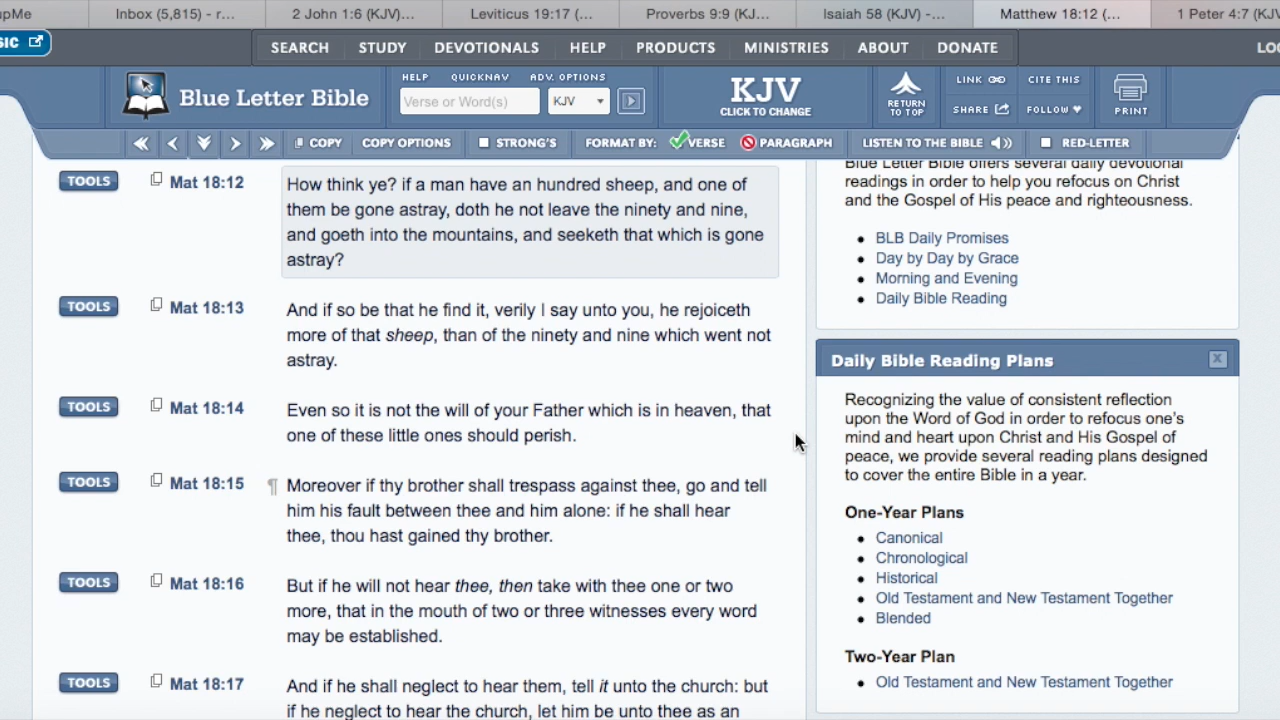 upMe
Inbox (5,815) - r...
2 John 1:6 (KJV)...
Leviticus 19:17 (...
Proverbs 9:9 (KJ...
Isaiah 58 (KJV) -...
Matthew 18:12 (...
1 Peter 4:7 (KJV
SIC
SEARCH
STUDY
DEVOTIONALS
HELP
PRODUCTS
MINISTRIES
ABOUT
DONATE
LO
Blue Letter Bible
HELP
QUICKNAV
ADV. OPTIONS
Verse or Word(s)
KJV
KJV
CLICK TO CHANGE
RETURN
TO TOP
LINK
CITE THIS
SHARE
FOLLOW
PRINT
COPY
COPY OPTIONS
STRONG'S
FORMAT BY:
VERSE
PARAGRAPH
LISTEN TO THE BIBLE
RED-LETTER
TOOLS
Mat 18:12
How think ye? if a man have an hundred sheep, and one of
them be gone astray, doth he not leave the ninety and nine,
and goeth into the mountains, and seeketh that which is gone
astray?
TOOLS
Mat 18:13
And if so be that he find it, verily I say unto you, he rejoiceth
more of that sheep, than of the ninety and nine which went not
astray.
TOOLS
Mat 18:14
Even so it is not the will of your Father which is in heaven, that
one of these little ones should perish.
TOOLS
Mat 18:15
¶ Moreover if thy brother shall trespass against thee, go and tell
him his fault between thee and him alone: if he shall hear
thee, thou hast gained thy brother.
TOOLS
Mat 18:16
But if he will not hear thee, then take with thee one or two
more, that in the mouth of two or three witnesses every word
may be established.
TOOLS
Mat 18:17
And if he shall neglect to hear them, tell it unto the church: but
if he neglect to hear the church, let him be unto thee as an
Blue Letter Bible offers several daily devotional
readings in order to help you refocus on Christ
and the Gospel of His peace and righteousness.
• BLB Daily Promises
• Day by Day by Grace
• Morning and Evening
• Daily Bible Reading
Daily Bible Reading Plans
X
Recognizing the value of consistent reflection
upon the Word of God in order to refocus one's
mind and heart upon Christ and His Gospel of
peace, we provide several reading plans designed
to cover the entire Bible in a year.
One-Year Plans
• Canonical
• Chronological
• Historical
• Old Testament and New Testament Together
• Blended
Two-Year Plan
• Old Testament and New Testament Together